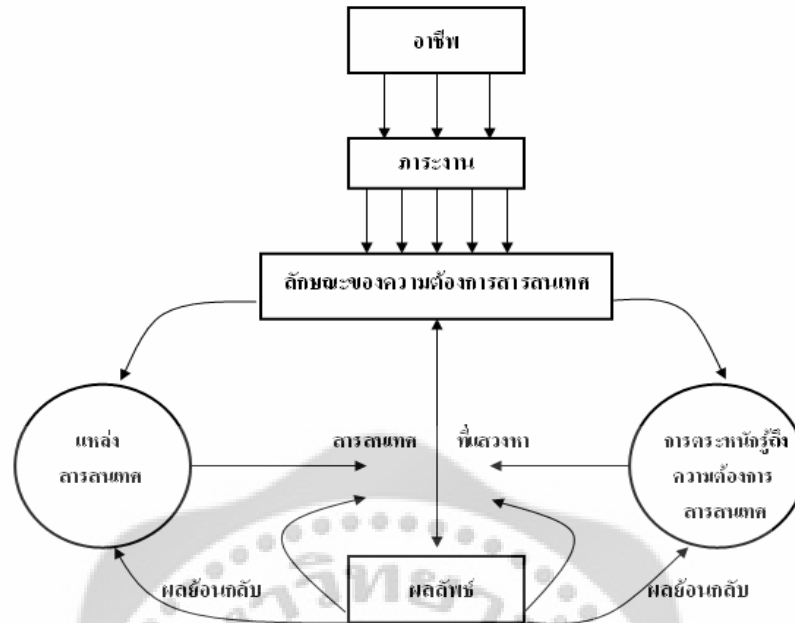 อาชีพ
ภาระงาน
ลักษณะของความต้องการสารสนเทศ
แหล่ง
สารสนเทศ
สารสนเทศ ที่แสวงหา
การตระหนักรู้ถึง
ความต้องการ
สารสนเทศ
ผลย้อนกลับ
ผลลัพธ์
ผลย้อนกลับ